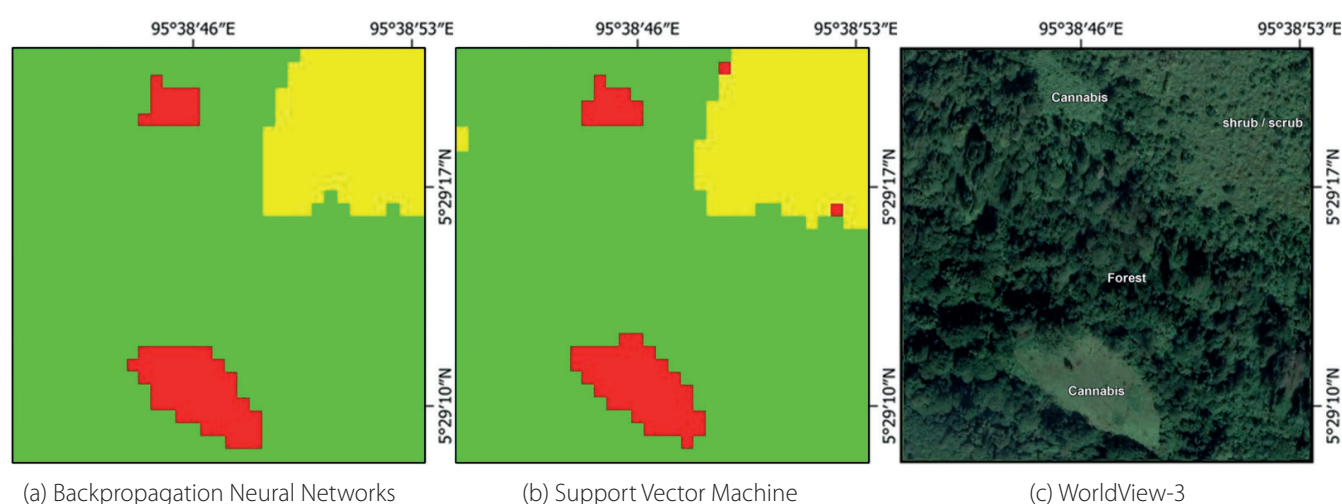 95°38′46″E 95°38′53″E 95°38′46″E 95°38′53″E 95°38′46″E 95°38′53″E
Cannabis
shrub / scrub
5°29′17″N 5°29′17″N 5°29′17″N
Forest
Cannabis
5°29′10″N 5°29′10″N 5°29′10″N
(a) Backpropagation Neural Networks (b) Support Vector Machine (c) WorldView-3